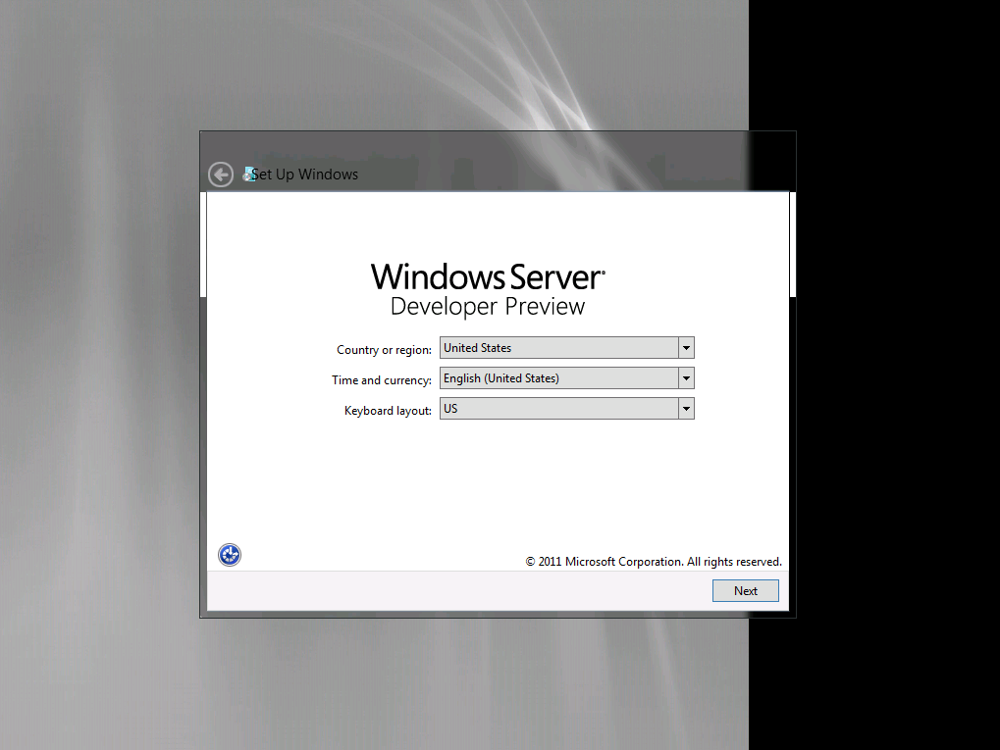 Set Up Windows
Windows Server
Developer Preview
Country or region: United States
Time and currency: English (United States)
Keyboard layout: US
© 2011 Microsoft Corporation. All rights reserved.
Next